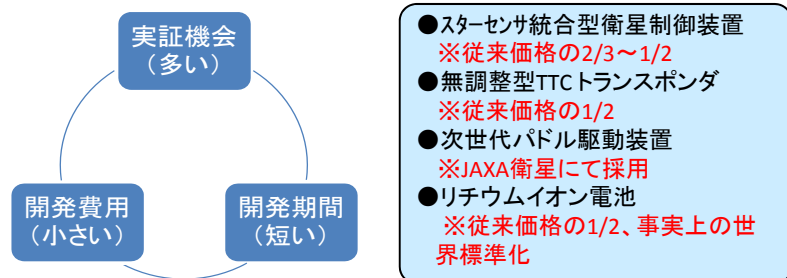 実証機会
（多い）
開発費用
（小さい）
開発期間
（短い）
●スターセンサ統合型衛星制御装置
※従来価格の2/3～1/2
●無調整型TTCトランスポンダ
※従来価格の1/2
●次世代パドル駆動装置
※JAXA衛星にて採用
●リチウムイオン電池
※従来価格の1/2、事実上の世
界標準化